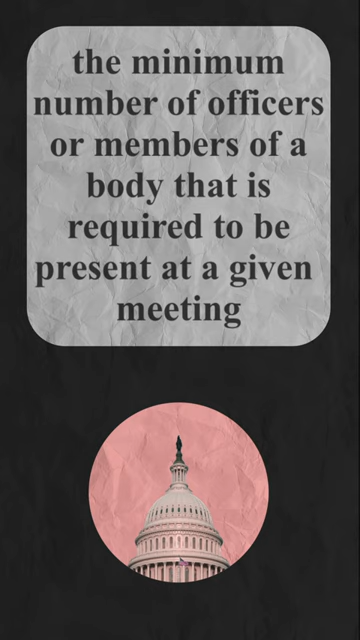 the minimum
number of officers
or members of a
body that is
required to be
present at a given
meeting